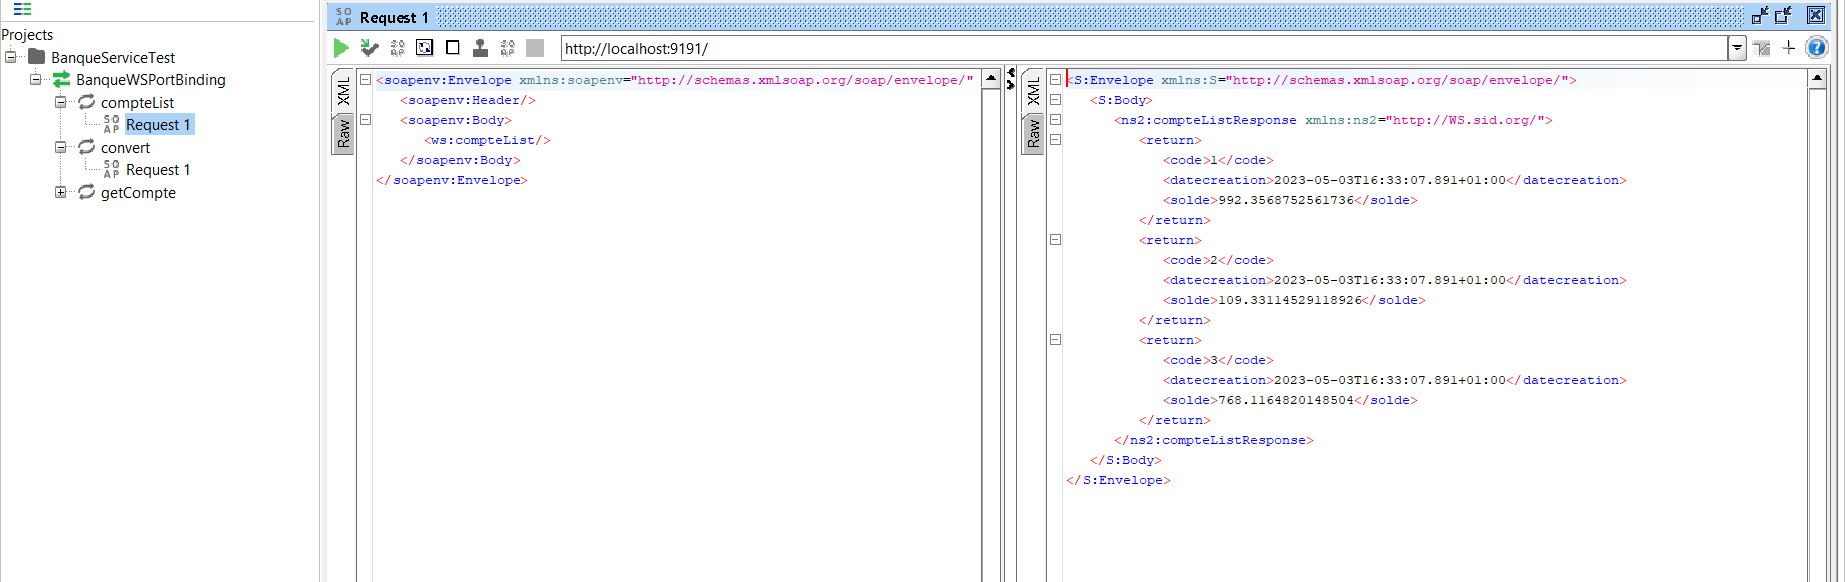 Projects
BanqueServiceTest
BanqueWSPortBinding
compteList
SO AP Request 1
convert
SO AP Request 1
getCompte
SO AP Request 1
http://localhost:9191/
XML
Raw
<soapenv:Envelope xmlns:soapenv="http://schemas.xmlsoap.org/soap/envelope/"
<soapenv:Header/>
<soapenv:Body>
<ws:compteList/>
</soapenv:Body>
</soapenv:Envelope>
XML
Raw
<S:Envelope xmlns:S="http://schemas.xmlsoap.org/soap/envelope/">
<S:Body>
<ns2:compteListResponse xmlns:ns2="http://WS.sid.org/">
<return>
<code>1</code>
<datecreation>2023-05-03T16:33:07.891+01:00</datecreation>
<solde>992.3568752561736</solde>
</return>
<return>
<code>2</code>
<datecreation>2023-05-03T16:33:07.891+01:00</datecreation>
<solde>109.33114529118926</solde>
</return>
<return>
<code>3</code>
<datecreation>2023-05-03T16:33:07.891+01:00</datecreation>
<solde>768.1164820148504</solde>
</return>
</ns2:compteListResponse>
</S:Body>
</S:Envelope>